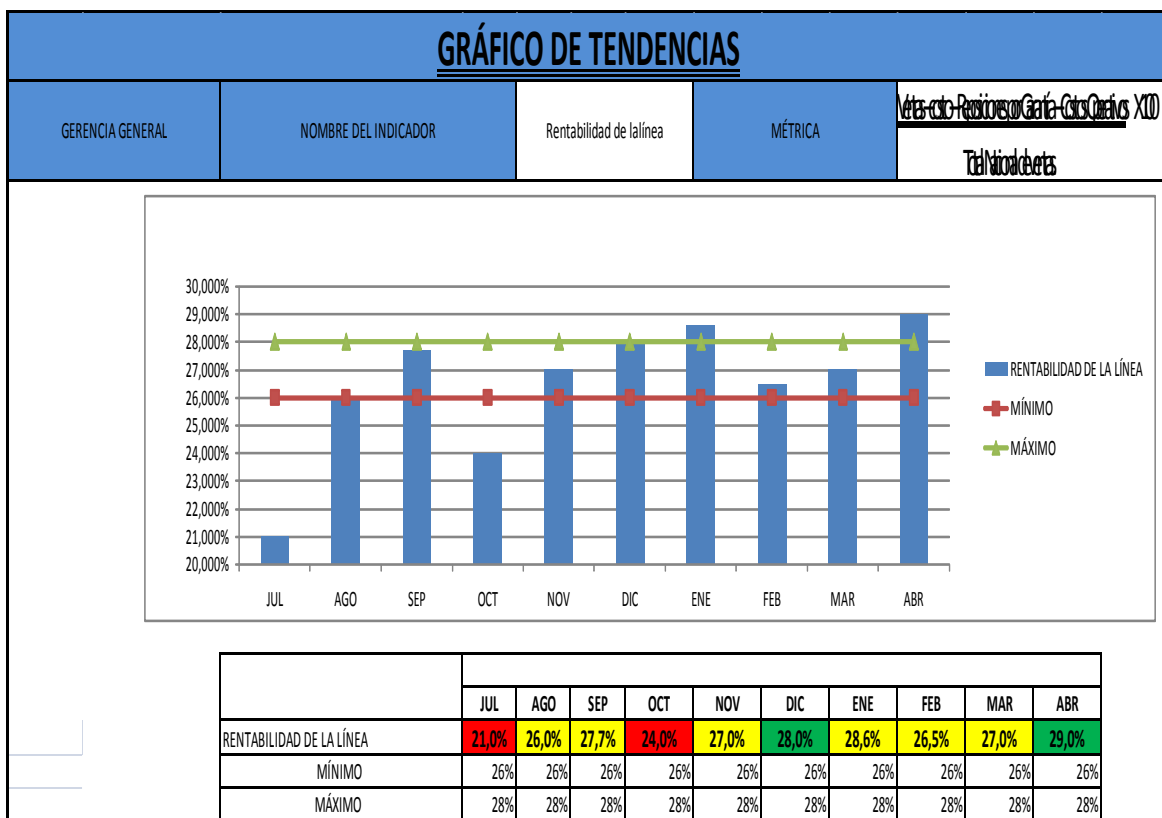 GRÁFICO DE TENDENCIAS
GERENCIA GENERAL
NOMBRE DEL INDICADOR
Rentabilidad de lalínea
MÉTRICA
X100
30,000%
29,000%
28,000%
27,000%
26,000%
25,000%
24,000%
23,000%
22,000%
21,000%
20,000%
JUL AGO SEP OCT NOV DIC ENE FEB MAR ABR
RENTABILIDAD DE LA LÍNEA
MÍNIMO
MÁXIMO
JUL AGO SEP OCT NOV DIC ENE FEB MAR ABR
RENTABILIDAD DE LA LÍNEA 21,0% 26,0% 27,7% 24,0% 27,0% 28,0% 28,6% 26,5% 27,0% 29,0%
MÍNIMO 26% 26% 26% 26% 26% 26% 26% 26% 26% 26%
MÁXIMO 28% 28% 28% 28% 28% 28% 28% 28% 28% 28%